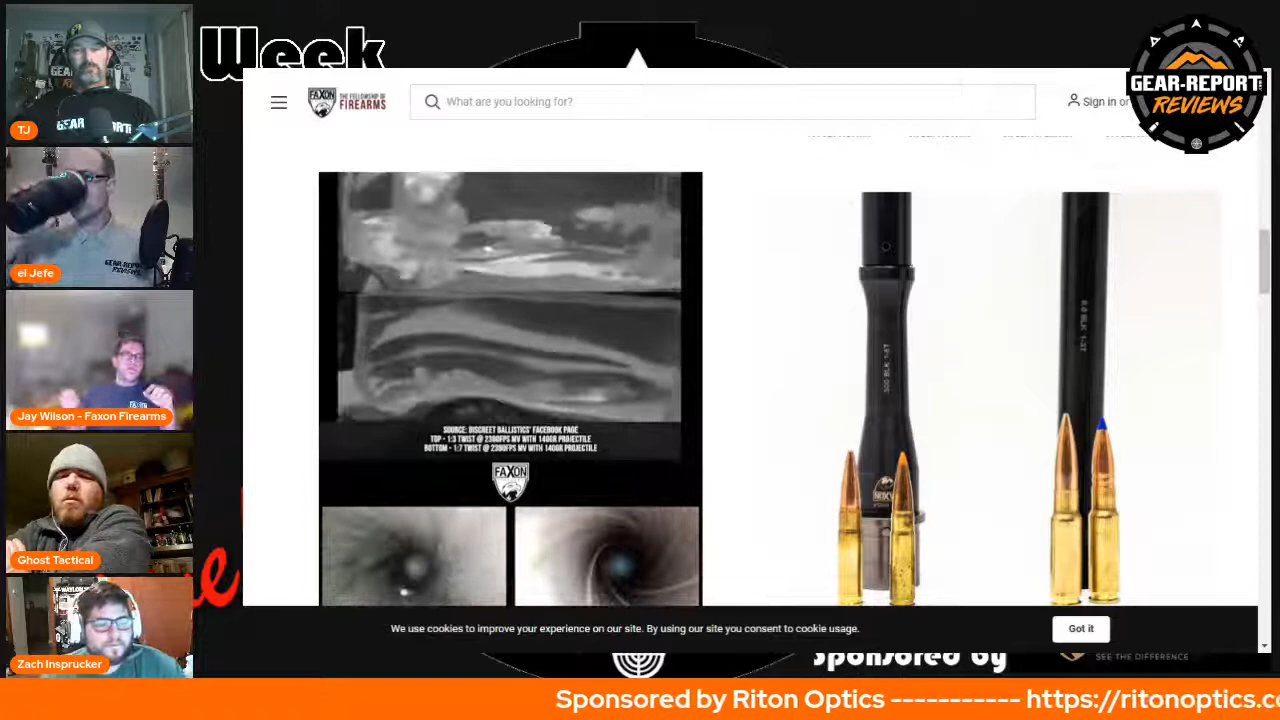 Week
GEAR-REPORT
REVIEWS
FAXON
THE FELLOWSHIP OF
FIREARMS
What are you looking for?
Sign in or
TJ
el Jefe
Jay Wilson - Faxon Firearms
Ghost Tactical
Zach Insprucker
SOURCE: DISCREET BALLISTICS' FACEBOOK PAGE
TOP - 1:3 TWIST @ 2380FPS MV WITH 140GR PROJECTILE
BOTTOM - 1:7 TWIST @ 2380FPS MV WITH 140GR PROJECTILE
FAXON
We use cookies to improve your experience on our site. By using our site you consent to cookie usage.
Got it
Sponsored by
SEE THE DIFFERENCE
Sponsored by Riton Optics ----------- https://ritonoptics.c